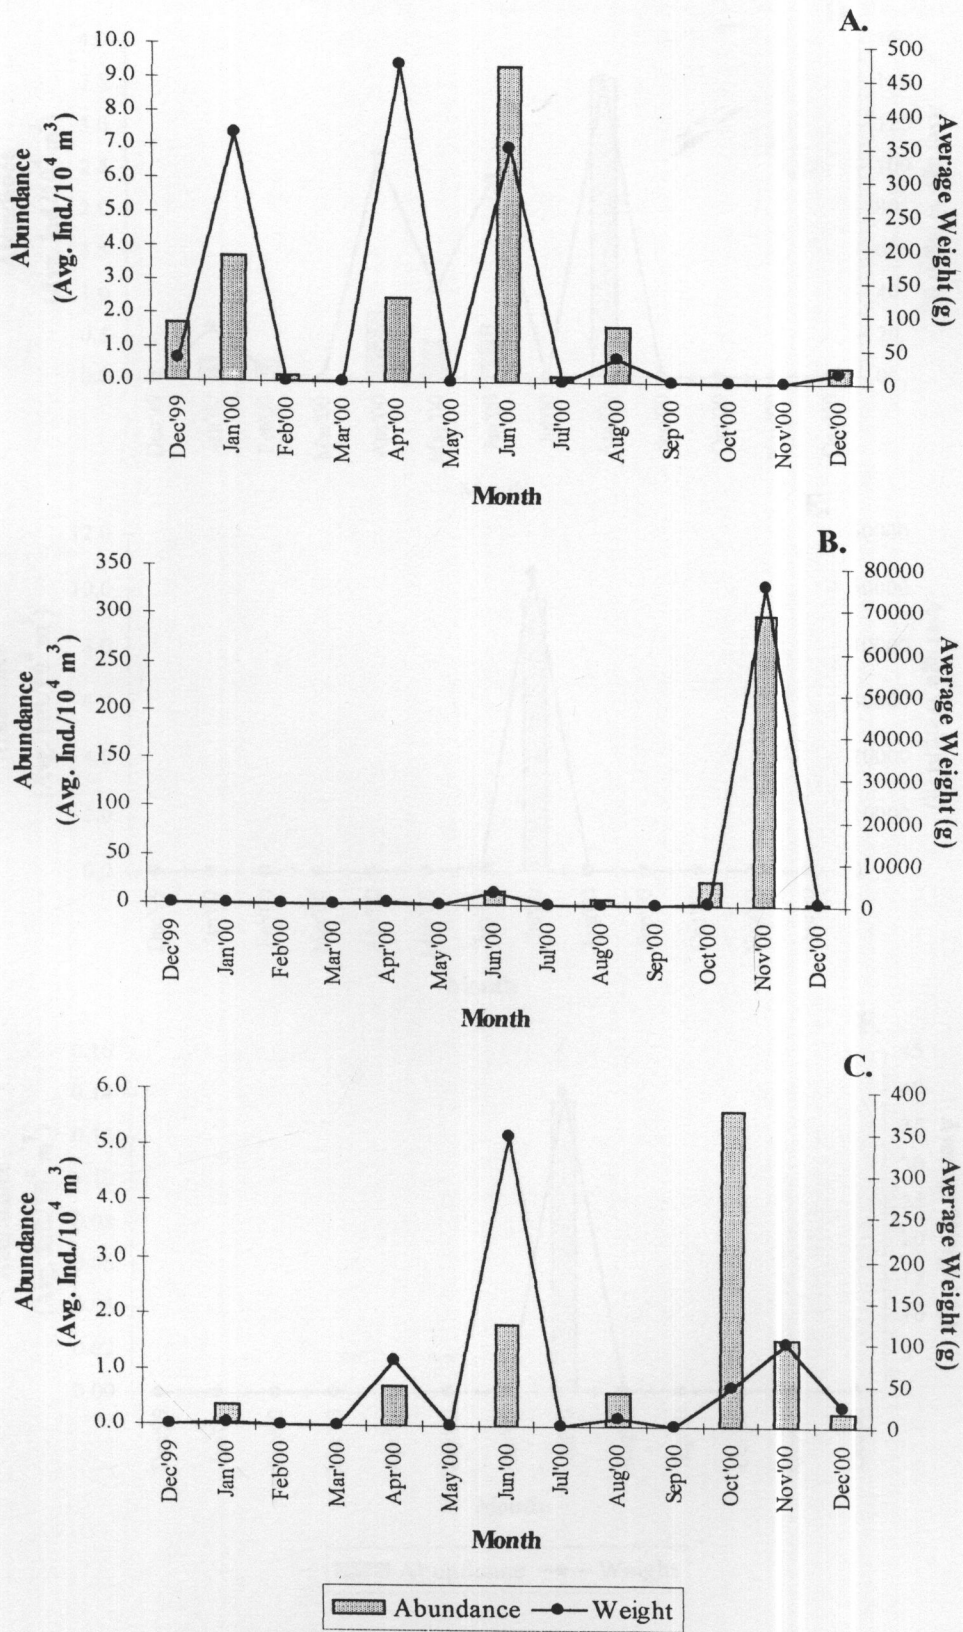 A.
Abundance
(Avg. Ind./10⁴ m³)
10.0
9.0
8.0
7.0
6.0
5.0
4.0
3.0
2.0
1.0
0.0
500
450
400
350
300
250
200
150
100
50
0
Average Weight (g)
Dec'99
Jan'00
Feb'00
Mar'00
Apr'00
May'00
Jun'00
Jul'00
Aug'00
Sep'00
Oct'00
Nov'00
Dec'00
Month
B.
Abundance
(Avg. Ind./10⁴ m³)
350
300
250
200
150
100
50
0
80000
70000
60000
50000
40000
30000
20000
10000
0
Average Weight (g)
Dec'99
Jan'00
Feb'00
Mar'00
Apr'00
May'00
Jun'00
Jul'00
Aug'00
Sep'00
Oct'00
Nov'00
Dec'00
Month
C.
Abundance
(Avg. Ind./10⁴ m³)
6.0
5.0
4.0
3.0
2.0
1.0
0.0
400
350
300
250
200
150
100
50
0
Average Weight (g)
Dec'99
Jan'00
Feb'00
Mar'00
Apr'00
May'00
Jun'00
Jul'00
Aug'00
Sep'00
Oct'00
Nov'00
Dec'00
Month
Abundance Weight